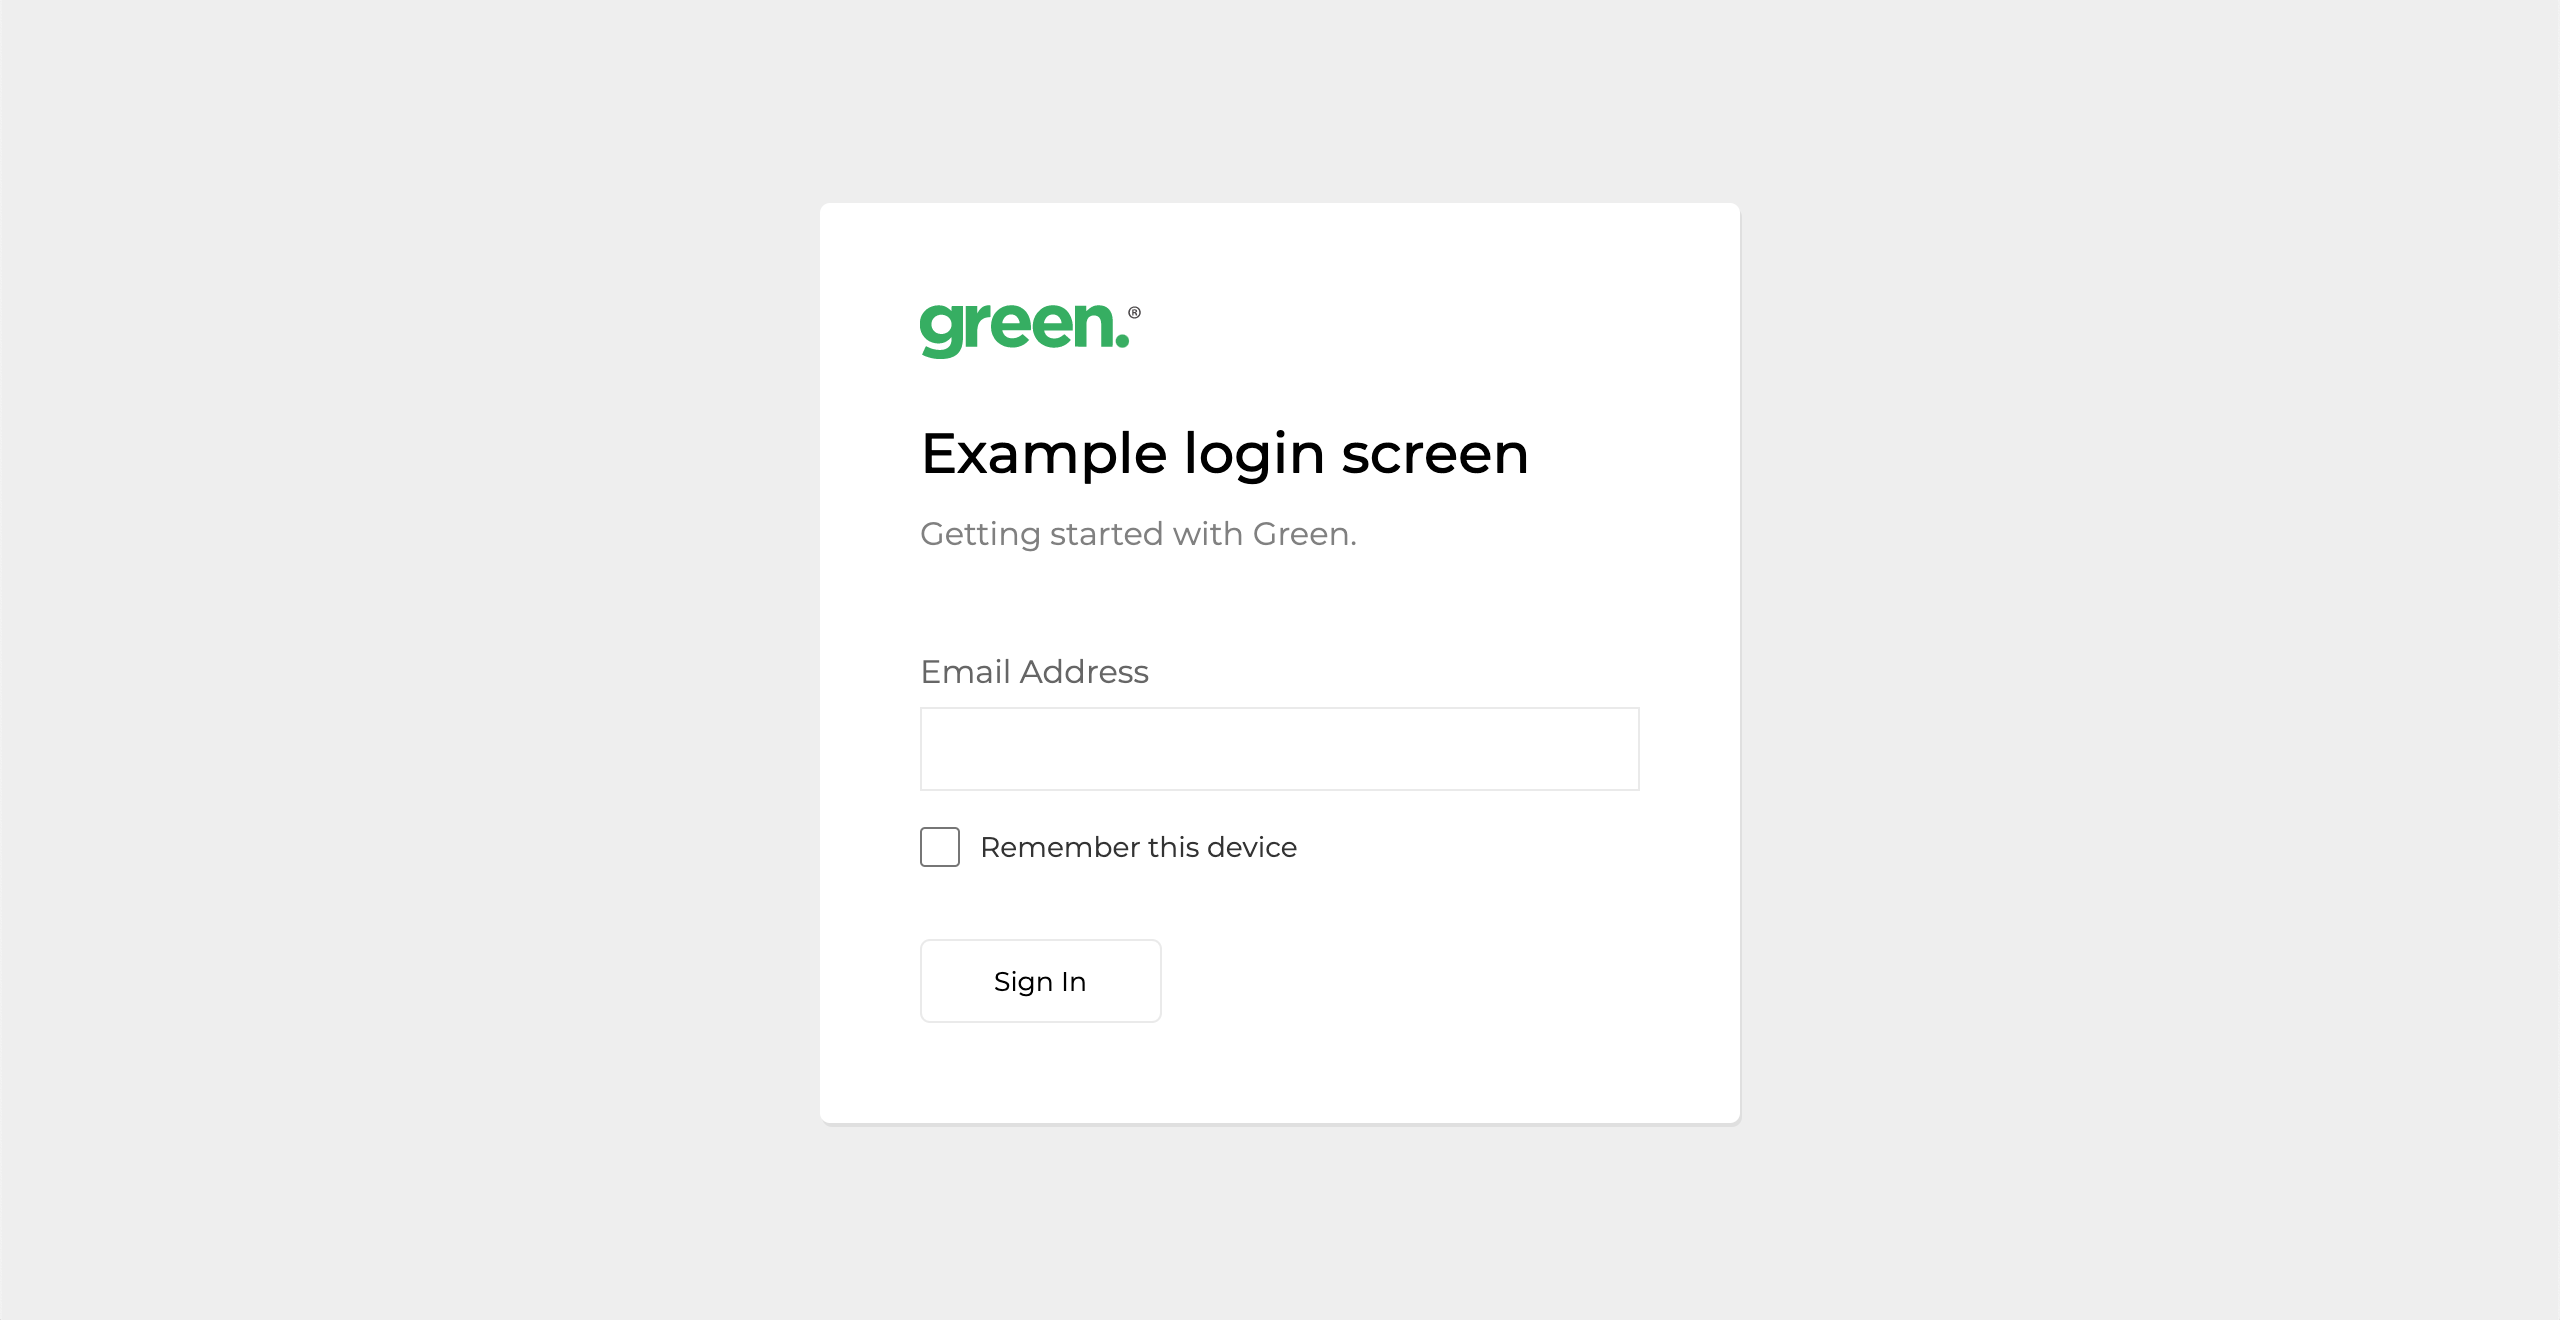 green.®
Example login screen
Getting started with Green.
Email Address
Remember this device
Sign In